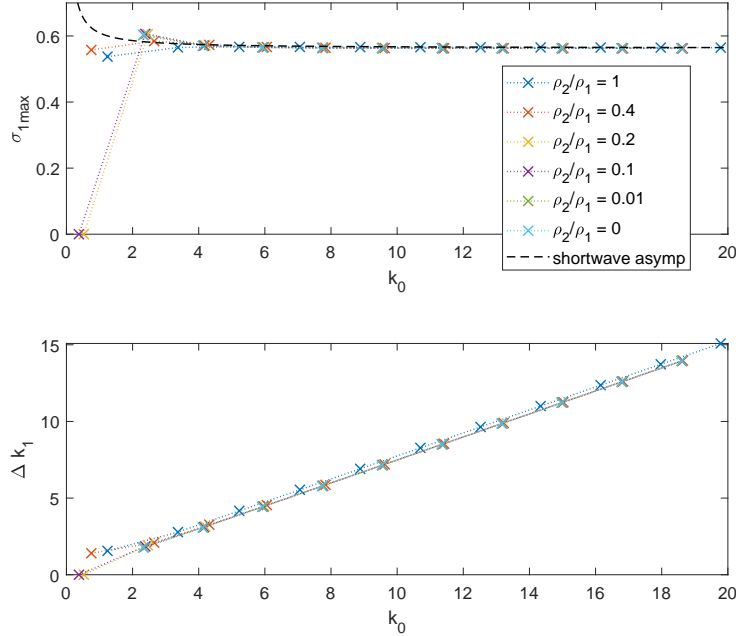 0.6
0.4
0.2
0
σ1max
0 2 4 6 8 10 12 14 16 18 20
k0
ρ2/ρ1 = 1
ρ2/ρ1 = 0.4
ρ2/ρ1 = 0.2
ρ2/ρ1 = 0.1
ρ2/ρ1 = 0.01
ρ2/ρ1 = 0
shortwave asymp
15
10
5
0
Δ k1
0 2 4 6 8 10 12 14 16 18 20
k0